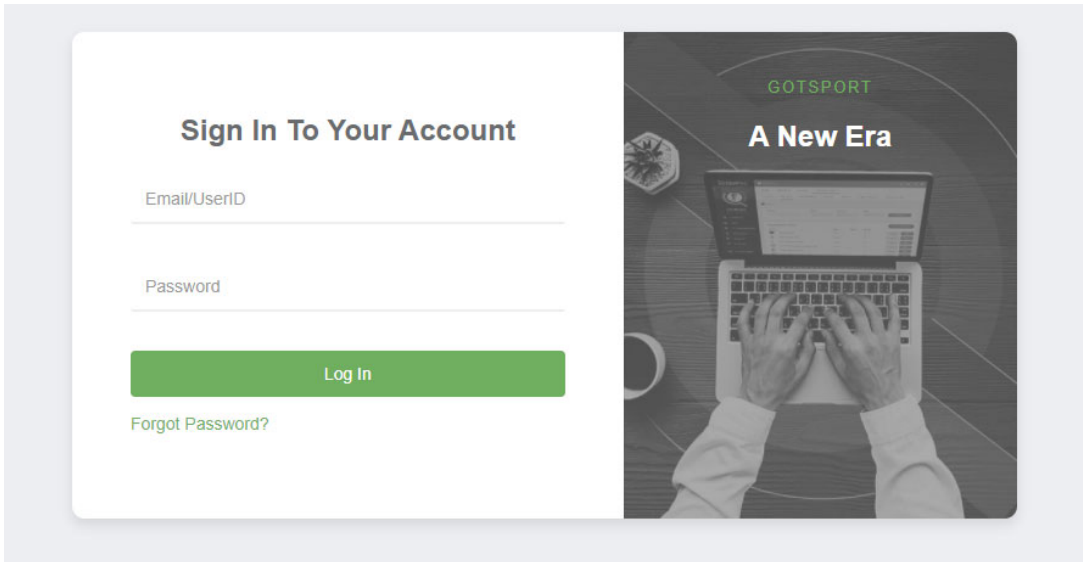 Sign In To Your Account
Email/UserID
Password
Log In
Forgot Password?
GOTSPORT
A New Era